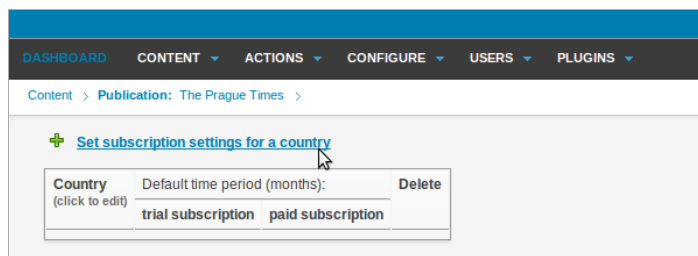 DASHBOARD CONTENT ACTIONS CONFIGURE USERS PLUGINS
Content > Publication: The Prague Times >
Set subscription settings for a country
Country Default time period (months): Delete
(click to edit)
trial subscription paid subscription